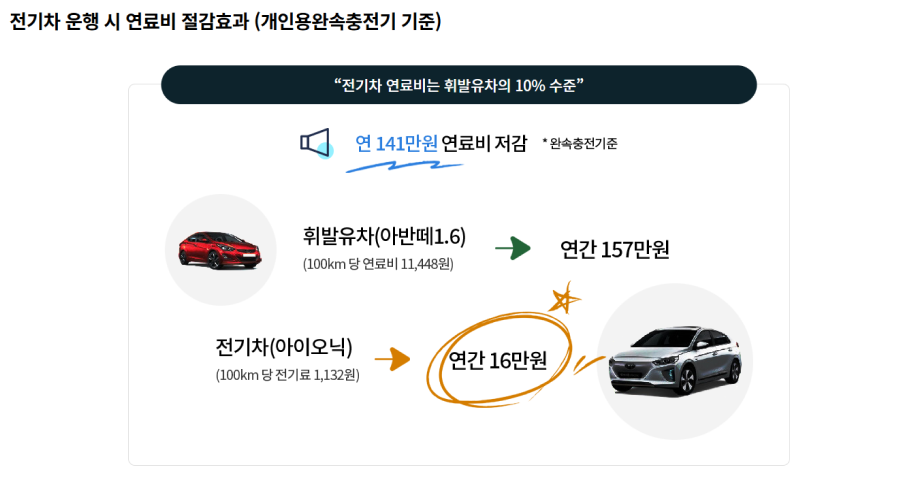 전기차 운행 시 연료비 절감효과 (개인용완속충전기 기준)
“전기차 연료비는 휘발유차의 10% 수준”
연 141만원 연료비 저감 * 완속충전기준
휘발유차(아반떼1.6)
(100km 당 연료비 11,448원)
연간 157만원
전기차(아이오닉)
(100km 당 전기료 1,132원)
연간 16만원